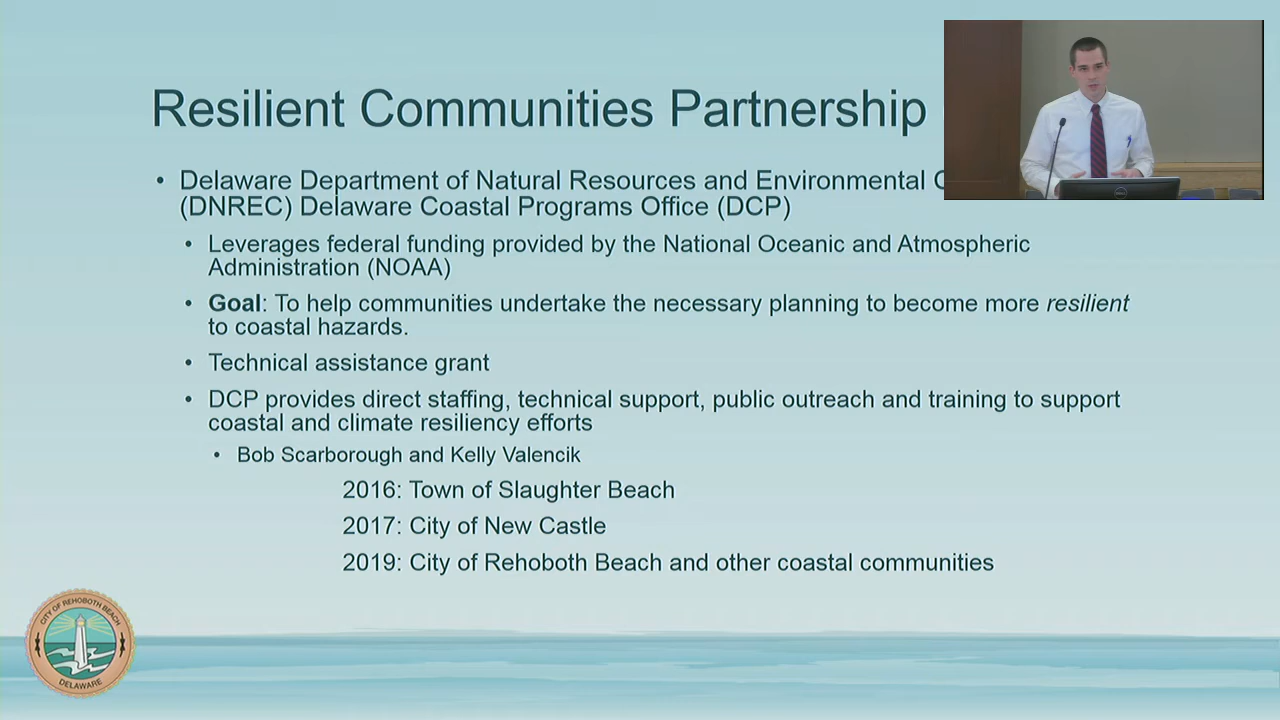 Resilient Communities Partnership
• Delaware Department of Natural Resources and Environmental
(DNREC) Delaware Coastal Programs Office (DCP)
• Leverages federal funding provided by the National Oceanic and Atmospheric
Administration (NOAA)
• Goal: To help communities undertake the necessary planning to become more resilient
to coastal hazards.
• Technical assistance grant
• DCP provides direct staffing, technical support, public outreach and training to support
coastal and climate resiliency efforts
• Bob Scarborough and Kelly Valencik
2016: Town of Slaughter Beach
2017: City of New Castle
2019: City of Rehoboth Beach and other coastal communities
CITY OF REHOBOTH BEACH
DELAWARE
DELL